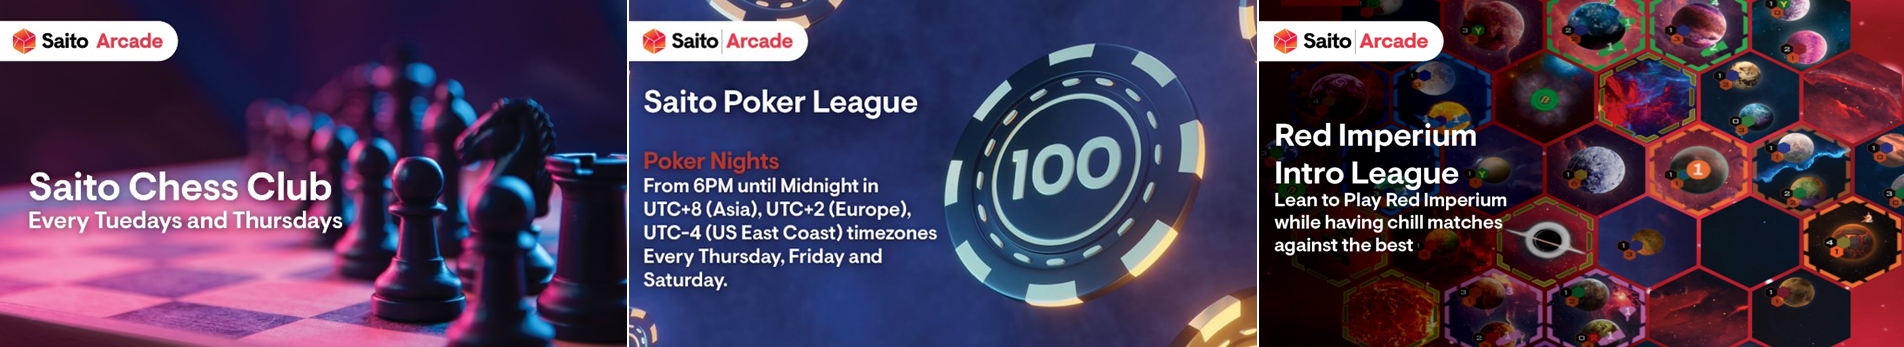 Saito Arcade
Saito Chess Club
Every Tuedays and Thursdays
Saito Arcade
Saito Poker League
Poker Nights
From 6PM until Midnight in
UTC+8 (Asia), UTC+2 (Europe),
UTC-4 (US East Coast) timezones
Every Thursday, Friday and
Saturday.
100
Saito Arcade
Red Imperium
Intro League
Lean to Play Red Imperium
while having chill matches
against the best